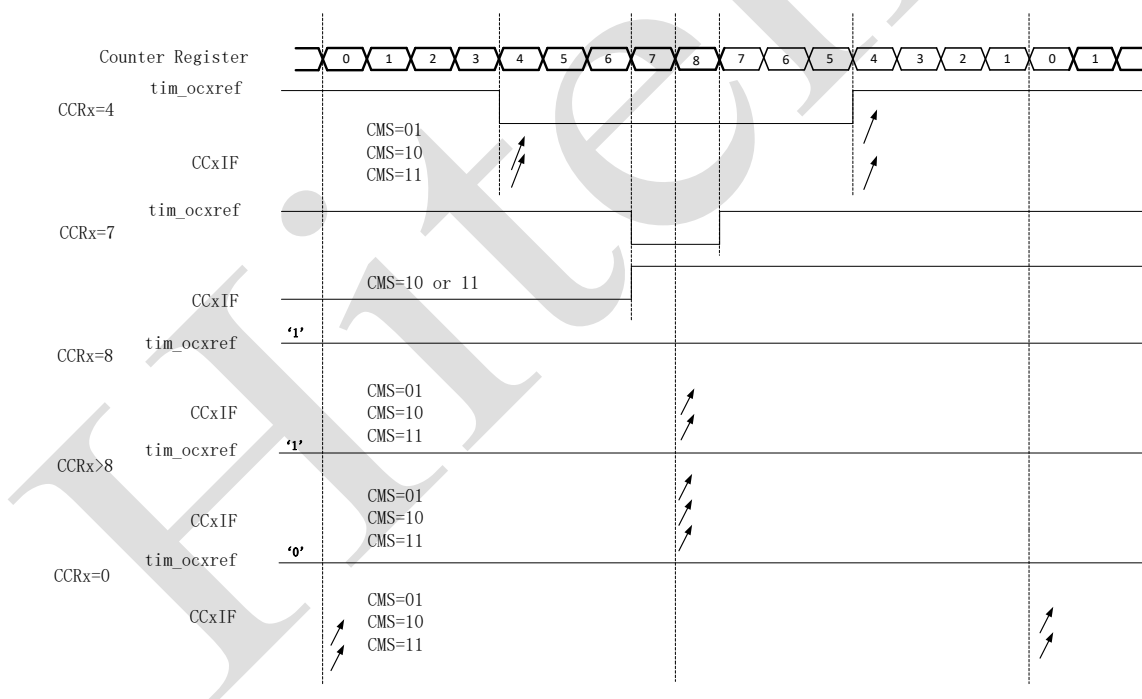 Counter Register 0 1 2 3 4 5 6 7 8 7 6 5 4 3 2 1 0 1
tim_ocxref
CCRx=4
CMS=01
CMS=10
CCxIF
CMS=11
tim_ocxref
CCRx=7
CMS=10 or 11
CCxIF
‘1’
tim_ocxref
CCRx=8
CMS=01
CCxIF CMS=10
CMS=11
tim_ocxref ‘1’
CCRx>8
CMS=01
CCxIF CMS=10
CMS=11
tim_ocxref ‘0’
CCRx=0
CMS=01
CCxIF CMS=10
CMS=11